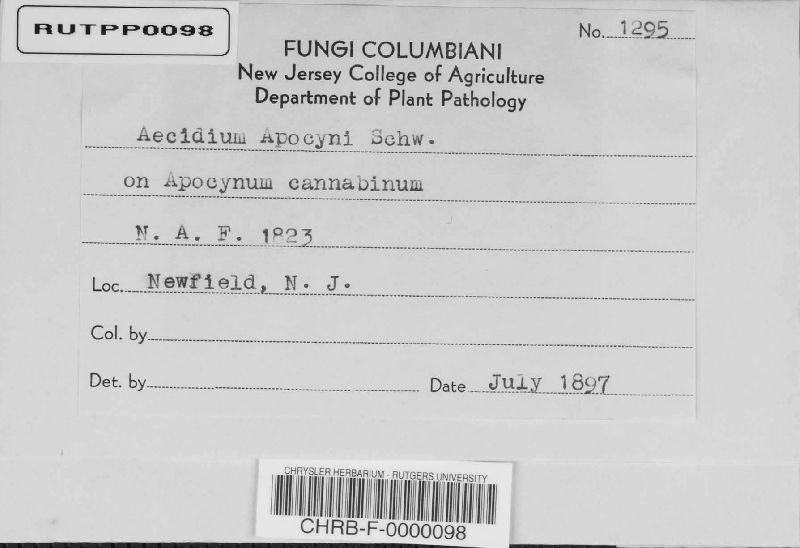 RUTPP0098
No. 1295
FUNGI COLUMBIANI
New Jersey College of Agriculture
Department of Plant Pathology
Aecidium Apocyni Schw.
on Apocynum cannabinum
N. A. F. 1823
Loc. Newfield, N. J.
Col. by
Det. by Date July 1897
CHRYSLER HERBARIUM - RUTGERS UNIVERSITY
CHRB-F-0000098